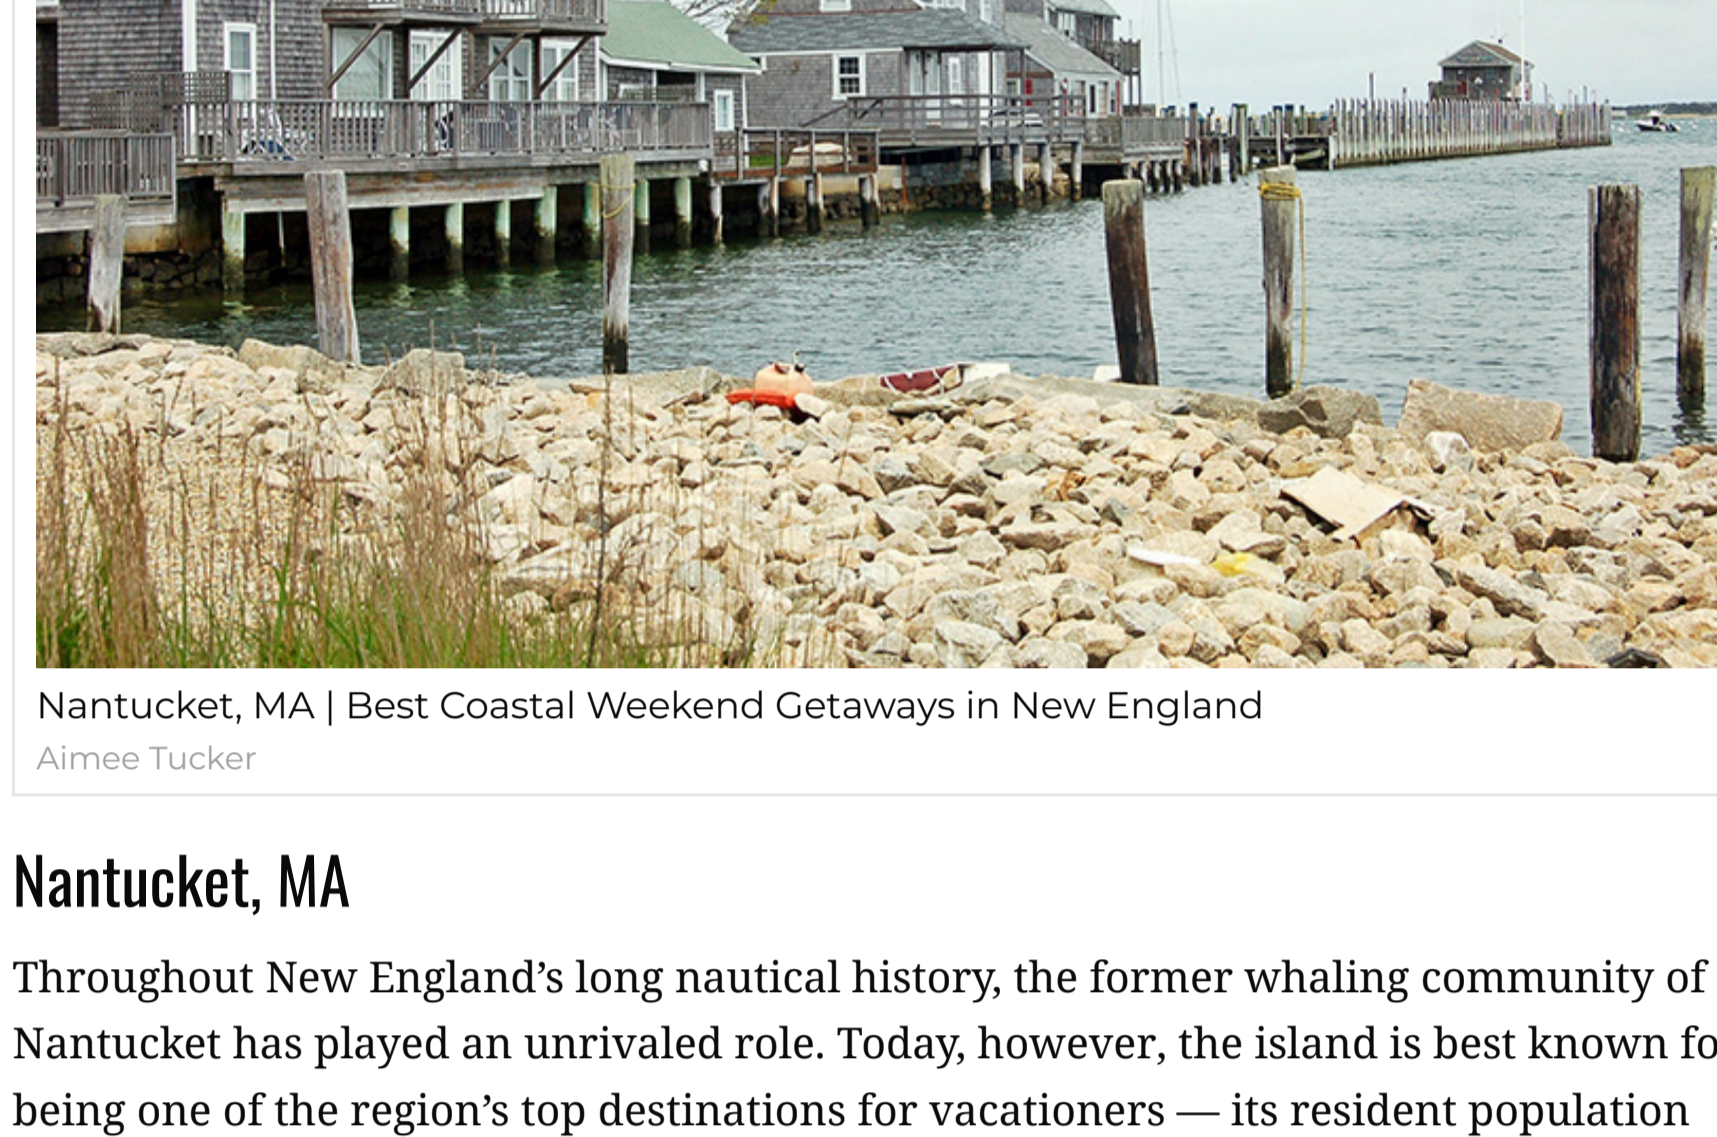 Nantucket, MA | Best Coastal Weekend Getaways in New England
Aimee Tucker
Nantucket, MA
Throughout New England’s long nautical history, the former whaling community of
Nantucket has played an unrivaled role. Today, however, the island is best known fo
being one of the region’s top destinations for vacationers — its resident population